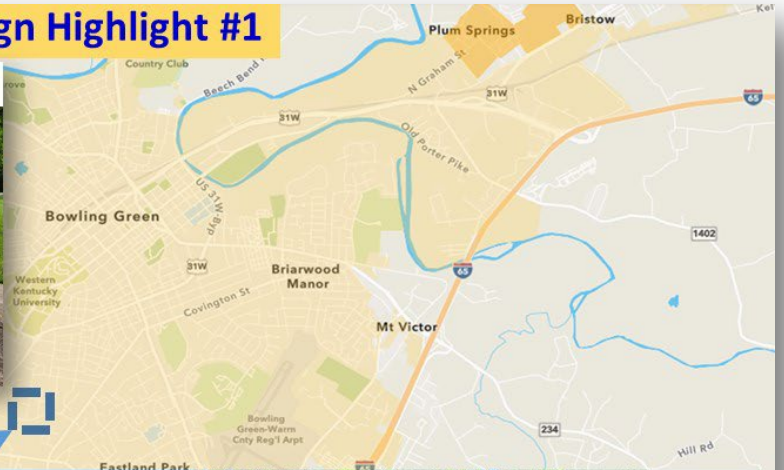 gn Highlight #1
Plum Springs
Bristow
Country Club
Beech Bend
N Graham St
31W
31W
65
Old Porter Pike
US 31W-Byp
Bowling Green
31W
1402
Briarwood
Manor
65
Western
Kentucky
University
Covington St
Mt Victor
Bowling
Green-Warm
Cnty Reg'l Arpt
234
Hill Rd
Eastland Park
65